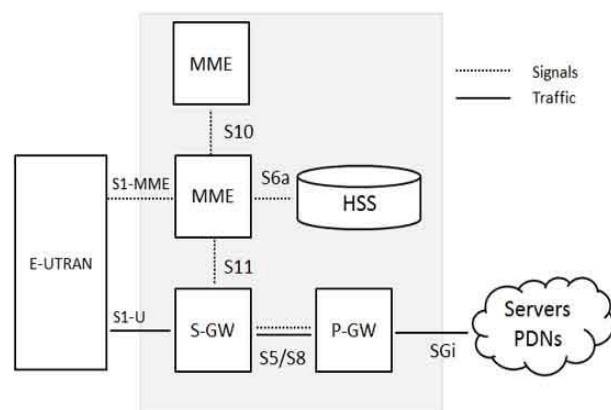 MME
Signals
Traffic
S10
S1-MME
MME
S6a
HSS
E-UTRAN
S11
S1-U
S-GW
S5/S8
P-GW
SGi
Servers
PDNs